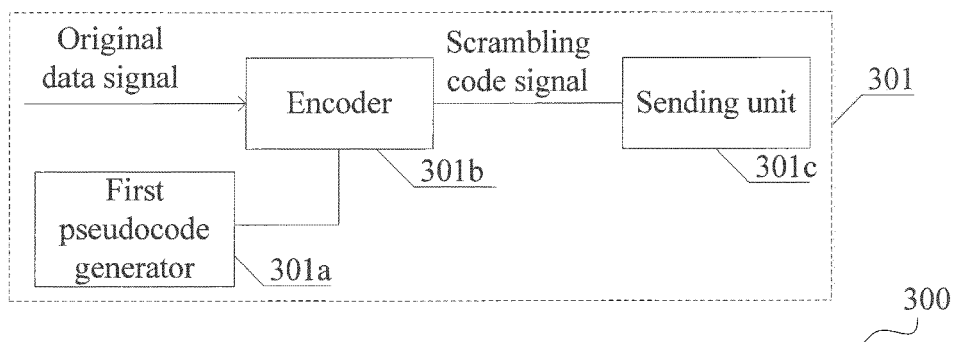 Original
data signal
Encoder
Scrambling
code signal
Sending unit
301
301b
301c
First
pseudocode
generator
301a
300